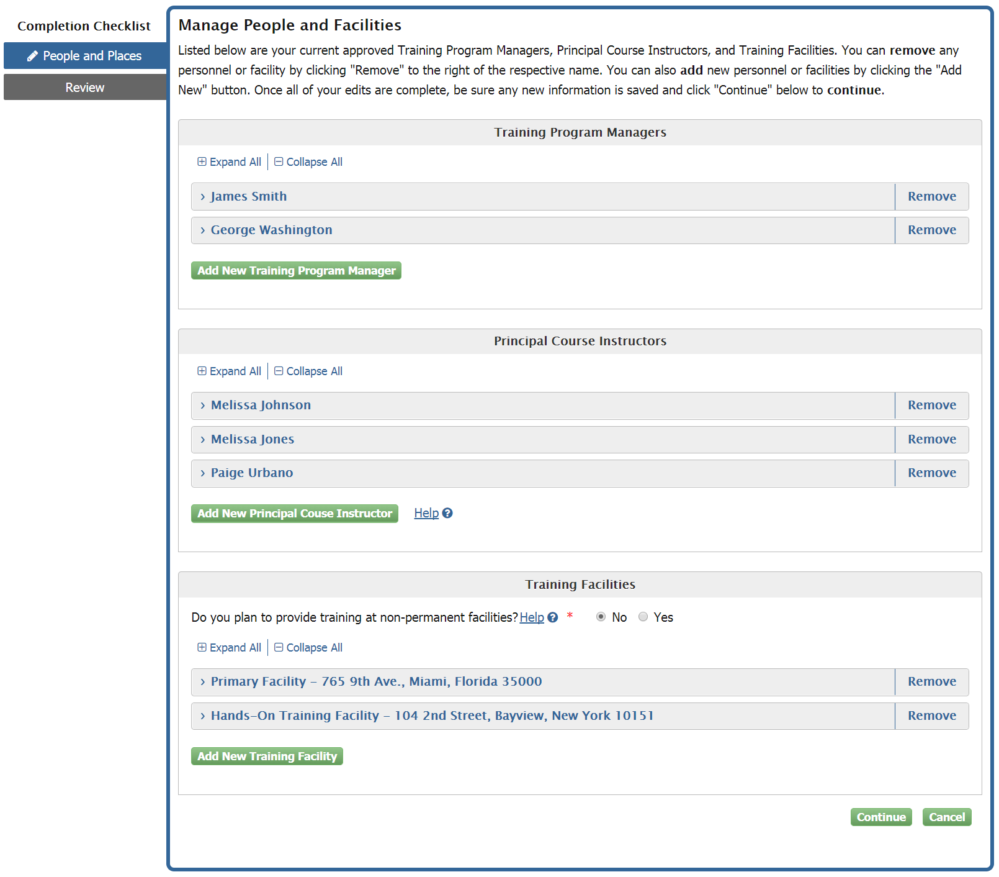 Completion Checklist
People and Places
Review
Manage People and Facilities
Listed below are your current approved Training Program Managers, Principal Course Instructors, and Training Facilities. You can remove any
personnel or facility by clicking "Remove" to the right of the respective name. You can also add new personnel or facilities by clicking the "Add
New" button. Once all of your edits are complete, be sure any new information is saved and click "Continue" below to continue.
Training Program Managers
Expand All | Collapse All
› James Smith Remove
› George Washington Remove
Add New Training Program Manager
Principal Course Instructors
Expand All | Collapse All
› Melissa Johnson Remove
› Melissa Jones Remove
› Paige Urbano Remove
Add New Principal Couse Instructor Help
Training Facilities
Do you plan to provide training at non-permanent facilities? Help * No Yes
Expand All | Collapse All
› Primary Facility – 765 9th Ave., Miami, Florida 35000 Remove
› Hands-On Training Facility – 104 2nd Street, Bayview, New York 10151 Remove
Add New Training Facility
Continue Cancel